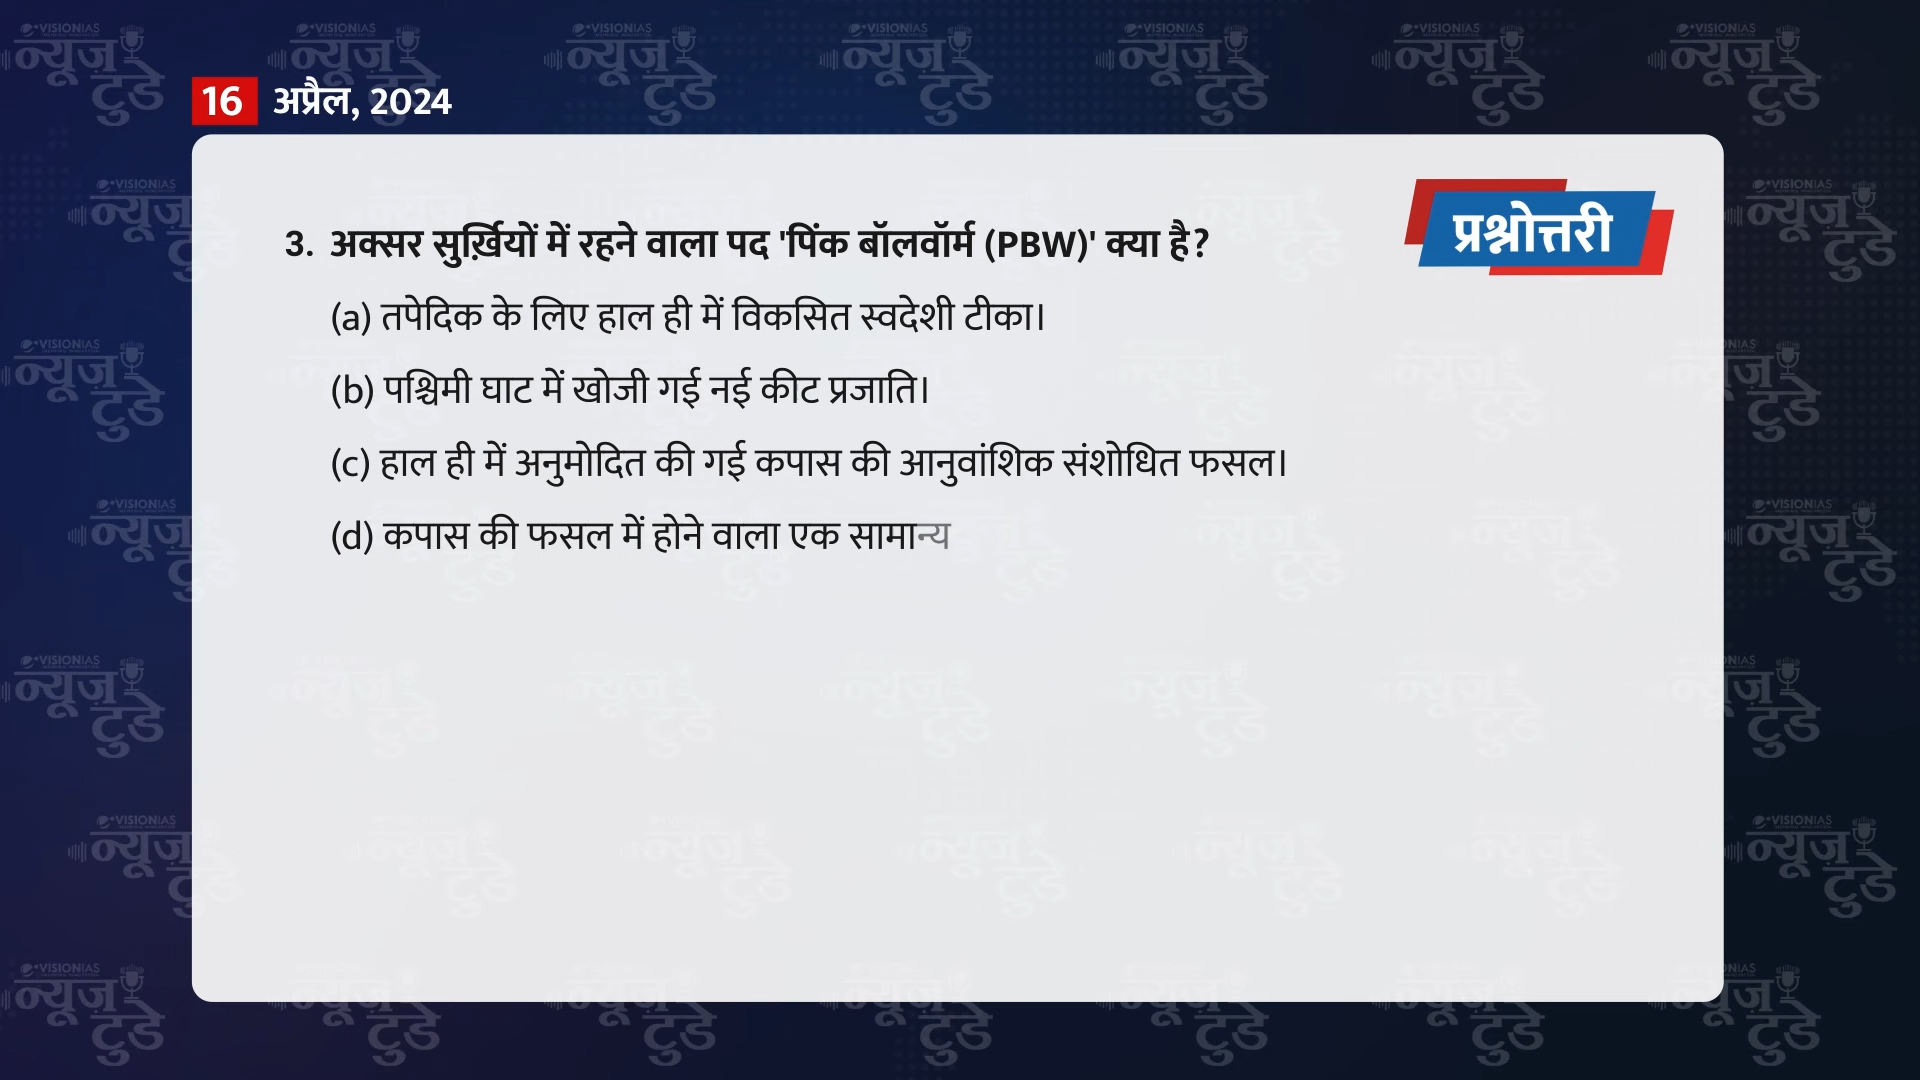 16 अप्रैल, 2024
प्रश्नोत्तरी
3. अक्सर सुर्ख़ियों में रहने वाला पद 'पिंक बॉलवॉर्म (PBW)' क्या है?
(a) तपेदिक के लिए हाल ही में विकसित स्वदेशी टीका।
(b) पश्चिमी घाट में खोजी गई नई कीट प्रजाति।
(c) हाल ही में अनुमोदित की गई कपास की आनुवांशिक संशोधित फसल।
(d) कपास की फसल में होने वाला एक सामान्य
VISIONIAS
न्यूज़ टुडे